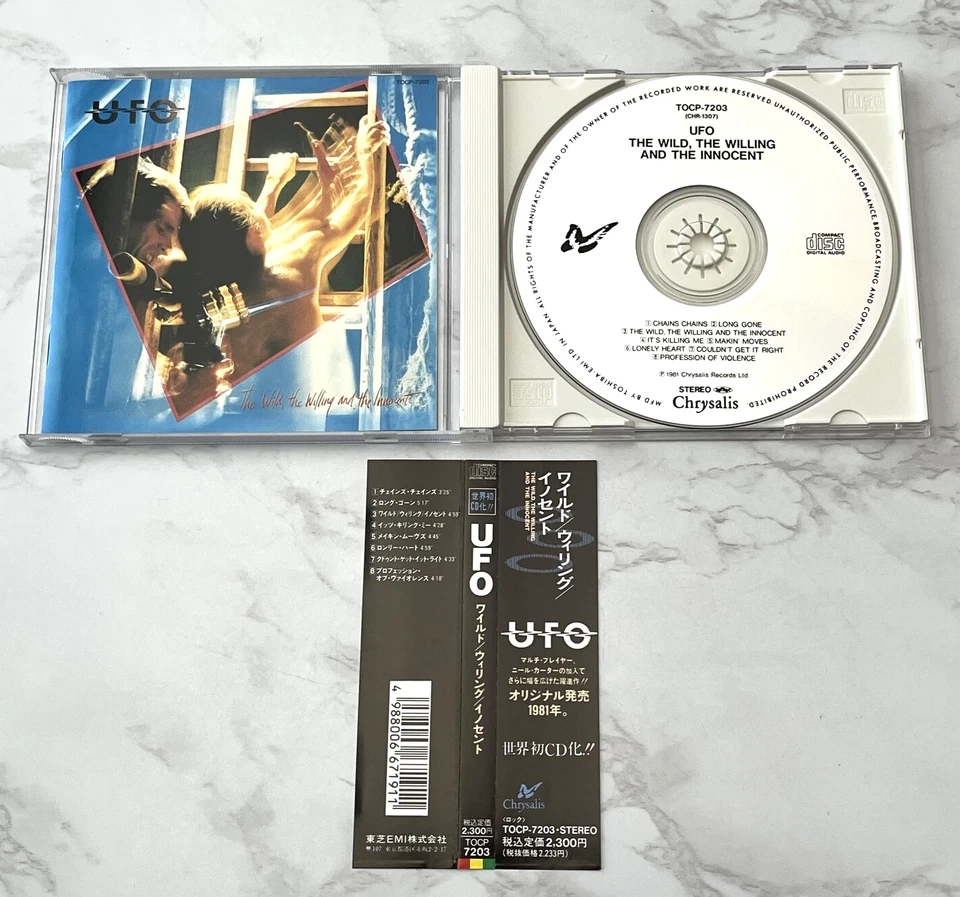 TOCP-7203
UFO
The Wild, the Willing and the Innocent
ALL RIGHTS OF THE MANUFACTURER AND OF THE OWNER OF THE RECORDED WORK ARE RESERVED UNAUTHORIZED PUBLIC PERFORMANCE, BROADCASTING AND COPYING OF THE RECORD PROHIBITED
MFD BY TOSHIBA-EMI LTD IN JAPAN
TOCP-7203
(CHR-1307)
UFO
THE WILD, THE WILLING
AND THE INNOCENT
COMPACT
disc
DIGITAL AUDIO
1 CHAINS CHAINS 2 LONG GONE
3 THE WILD, THE WILLING AND THE INNOCENT
4 IT'S KILLING ME 5 MAKIN' MOVES
6 LONELY HEART 7 COULDN'T GET IT RIGHT
8 PROFESSION OF VIOLENCE
Ⓟ 1981 Chrysalis Records Ltd.
STEREO
Chrysalis
disc
disc
1 チェインズ・チェインズ 3'25"
2 ロング・ゴーン 5'17"
3 ワイルド/ウィリング/イノセント 4'59"
4 イッツ・キリング・ミー 4'28"
5 メイキン・ムーヴス 4'45"
6 ロンリー・ハート 4'59"
7 クドゥント・ゲット・イット・ライト 4'33"
8 プロフェッション・
オブ・ヴァイオレンス 4'18"
4 988006 671911
東芝EMI株式会社
COMPACT
disc
DIGITAL AUDIO
世界初
CD化!!
UFO
ワイルド/ウィリング/イノセント
税込定価
2,300円
TOCP
7203
ワイルド/ウィリング/
イノセント
THE WILD, THE WILLING
AND THE INNOCENT
UFO
マルチ・プレイヤー、
ニール・カーターの加入で
さらに幅を広げた躍進作!!
オリジナル発売
1981年。
世界初CD化!!
Chrysalis
〈ロック〉
TOCP-7203・STEREO
税込定価2,300円
(税抜価格2,233円)